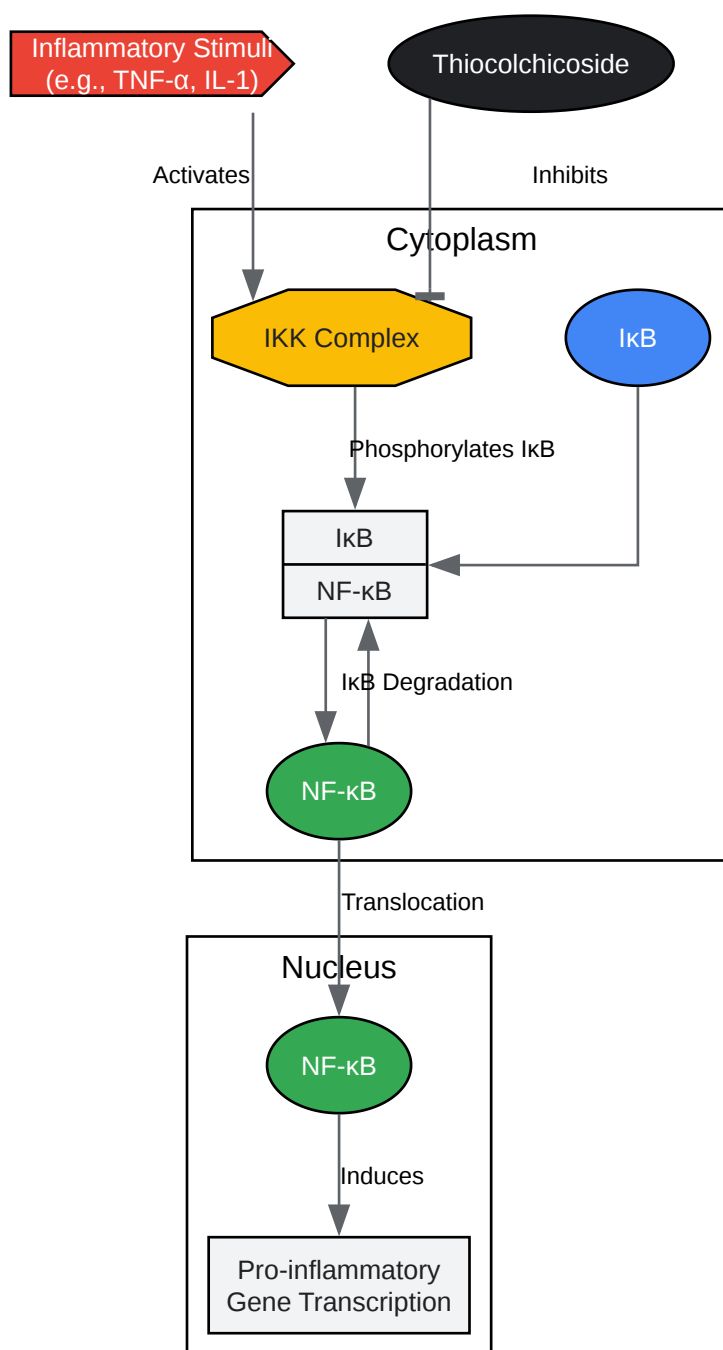 Inflammatory Stimuli
(e.g., TNF-α, IL-1)
Thiocolchicoside
Activates
Inhibits
Cytoplasm
IKK Complex
IκB
Phosphorylates IκB
IκB
NF-κB
IκB Degradation
NF-κB
Translocation
Nucleus
NF-κB
Induces
Pro-inflammatory
Gene Transcription